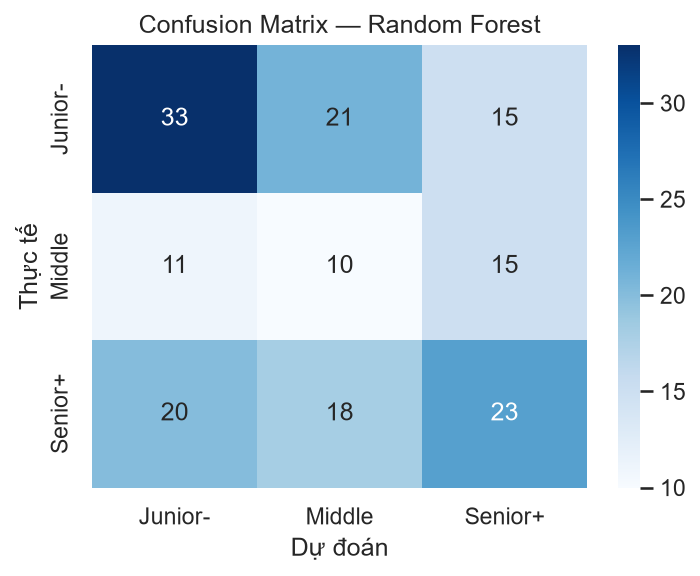 Confusion Matrix — Random Forest
Thực tế
Junior-
33 21 15
Middle
11 10 15
Senior+
20 18 23
Junior- Middle Senior+
Dự đoán
30
25
20
15
10